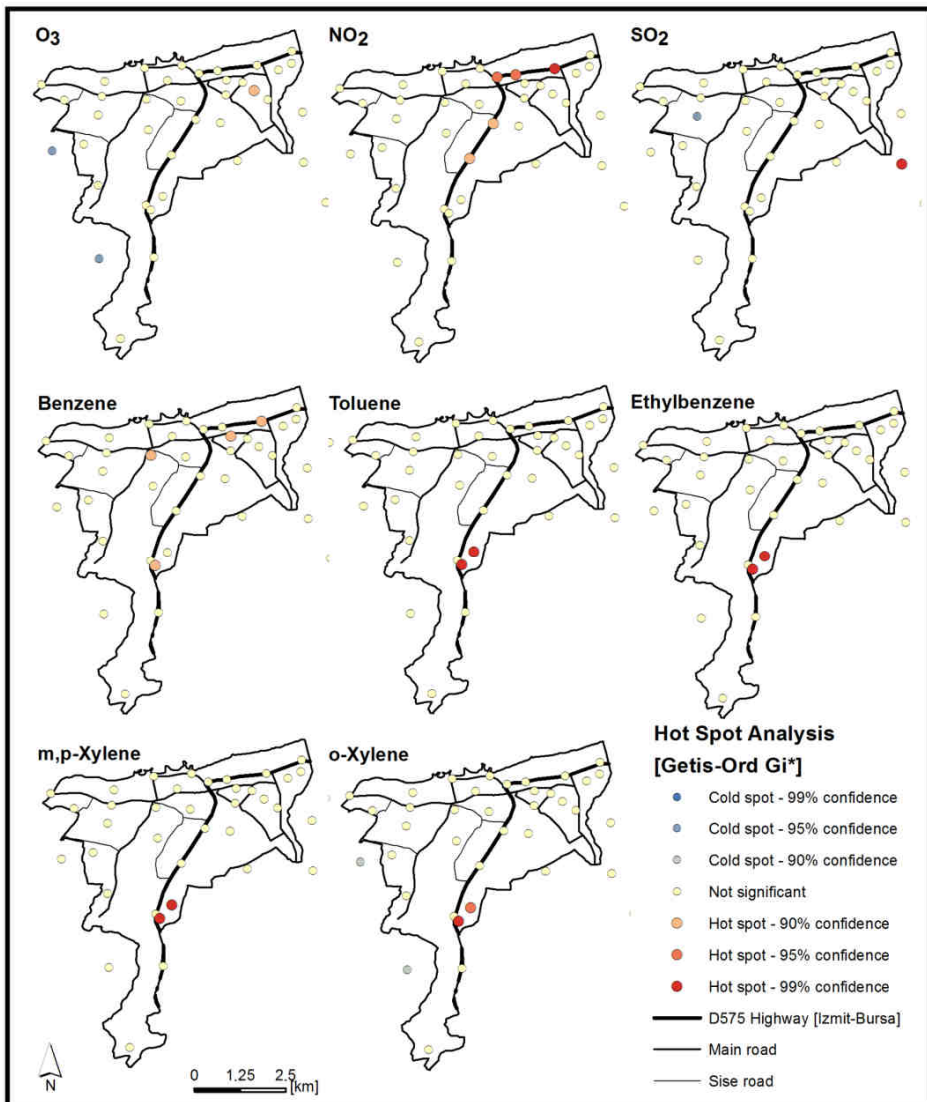 O3
NO2
SO2
Benzene
Toluene
Ethylbenzene
m,p-Xylene
o-Xylene
Hot Spot Analysis
[Getis-Ord Gi*]
Cold spot - 99% confidence
Cold spot - 95% confidence
Cold spot - 90% confidence
Not significant
Hot spot - 90% confidence
Hot spot - 95% confidence
Hot spot - 99% confidence
D575 Highway [Izmit-Bursa]
Main road
Sise road
N
0 1.25 2.5
[km]